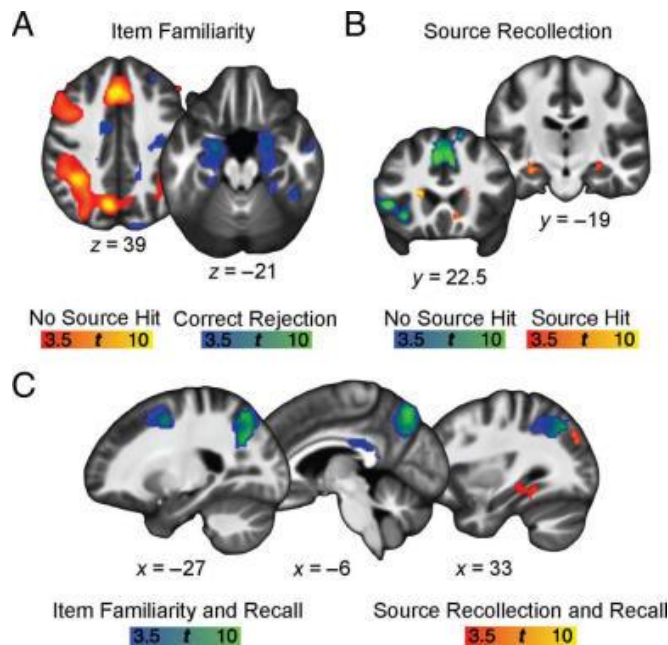 A
Item Familiarity
z = 39
z = –21
No Source Hit
Correct Rejection
3.5 t 10
3.5 t 10
B
Source Recollection
y = 22.5
y = –19
No Source Hit
Source Hit
3.5 t 10
3.5 t 10
C
x = –27
x = –6
x = 33
Item Familiarity and Recall
Source Recollection and Recall
3.5 t 10
3.5 t 10